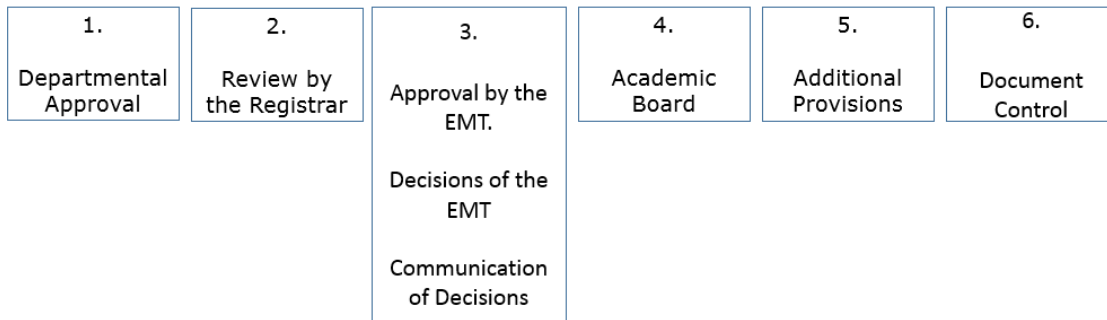 1.
Departmental
Approval
2.
Review by
the Registrar
3.
Approval by the
EMT.
Decisions of the
EMT
Communication
of Decisions
4.
Academic
Board
5.
Additional
Provisions
6.
Document
Control